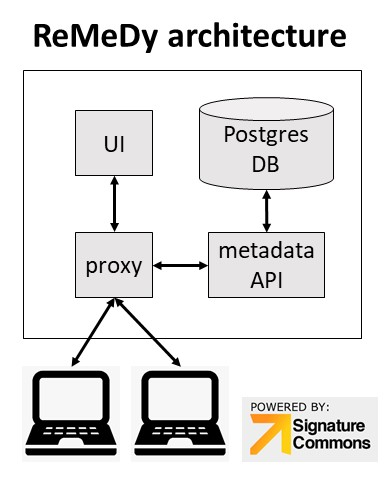 ReMeDy architecture
UI
Postgres
DB
proxy
metadata
API
POWERED BY:
Signature
Commons